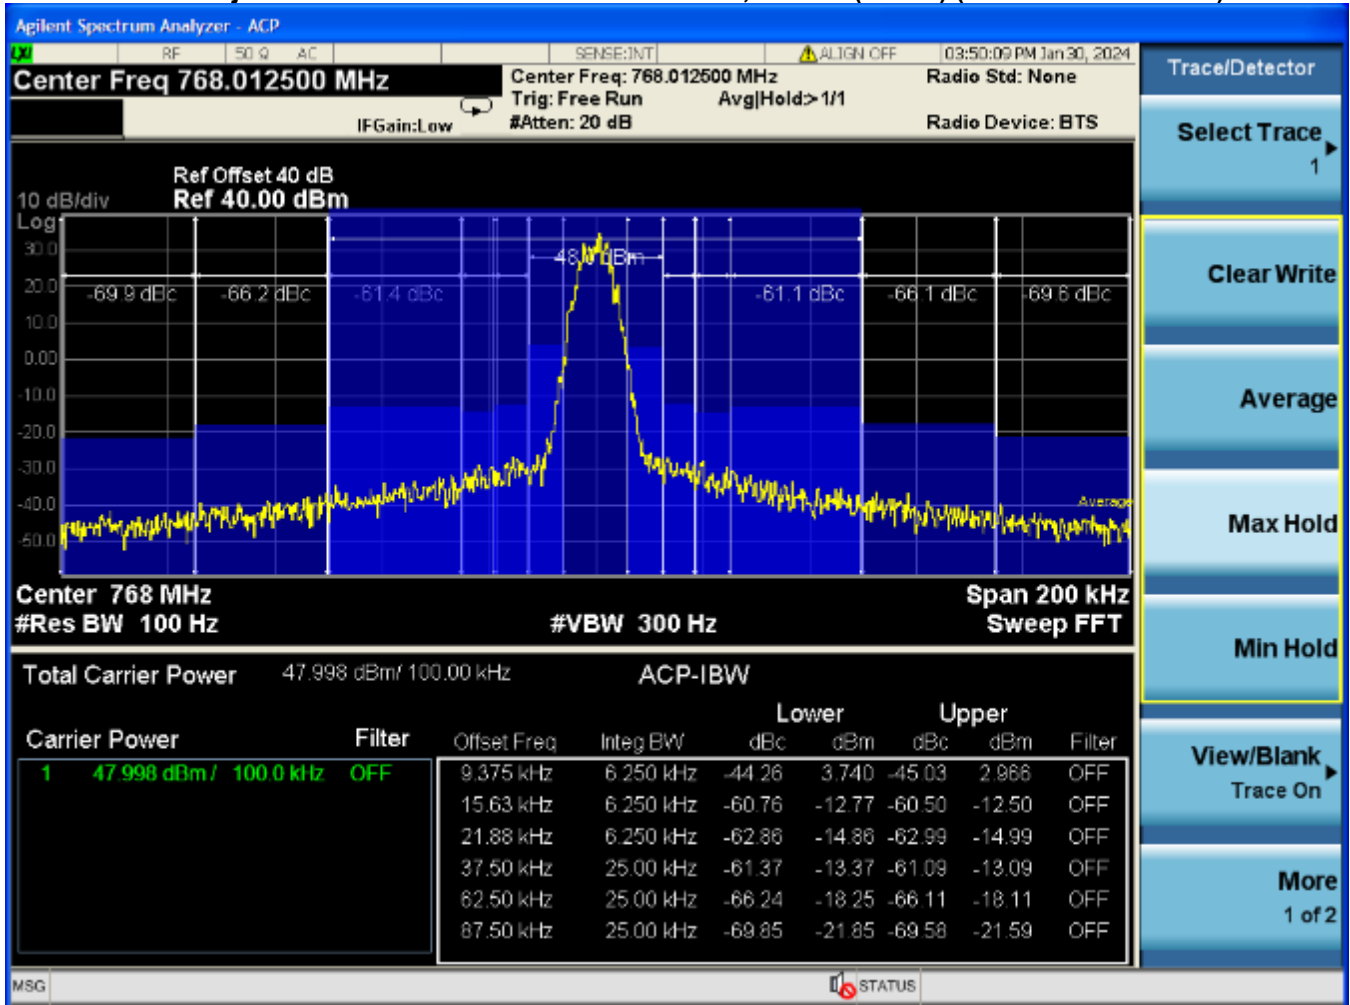 Agilent Spectrum Analyzer - ACP
LXI RF 50 Ω AC SENSE:INT ALIGN OFF 03:50:09 PM Jan 30, 2024
Center Freq 768.012500 MHz
Center Freq: 768.012500 MHz
Radio Std: None
Trig: Free Run Avg|Hold:>1/1
IFGain:Low #Atten: 20 dB
Radio Device: BTS
Ref Offset 40 dB
10 dB/div Ref 40.00 dBm
Log
30.0
20.0
10.0
0.00
-10.0
-20.0
-30.0
-40.0
-50.0
-69.9 dBc -66.2 dBc -61.4 dBc dBm -61.1 dBc -66.1 dBc -69.6 dBc
Average
Center 768 MHz Span 200 kHz
#Res BW 100 Hz #VBW 300 Hz Sweep FFT
Total Carrier Power 47.998 dBm/ 100.00 kHz ACP-IBW
Lower Upper
Carrier Power Filter Offset Freq Integ BW dBc dBm dBc dBm Filter
1 47.998 dBm / 100.0 kHz OFF 9.375 kHz 6.250 kHz -44.26 3.740 -45.03 2.966 OFF
15.63 kHz 6.250 kHz -60.76 -12.77 -60.50 -12.50 OFF
21.88 kHz 6.250 kHz -62.86 -14.86 -62.99 -14.99 OFF
37.50 kHz 25.00 kHz -61.37 -13.37 -61.09 -13.09 OFF
62.50 kHz 25.00 kHz -66.24 -18.25 -66.11 -18.11 OFF
87.50 kHz 25.00 kHz -69.85 -21.85 -69.58 -21.59 OFF
MSG STATUS
Trace/Detector
Select Trace
1
Clear Write
Average
Max Hold
Min Hold
View/Blank
Trace On
More
1 of 2